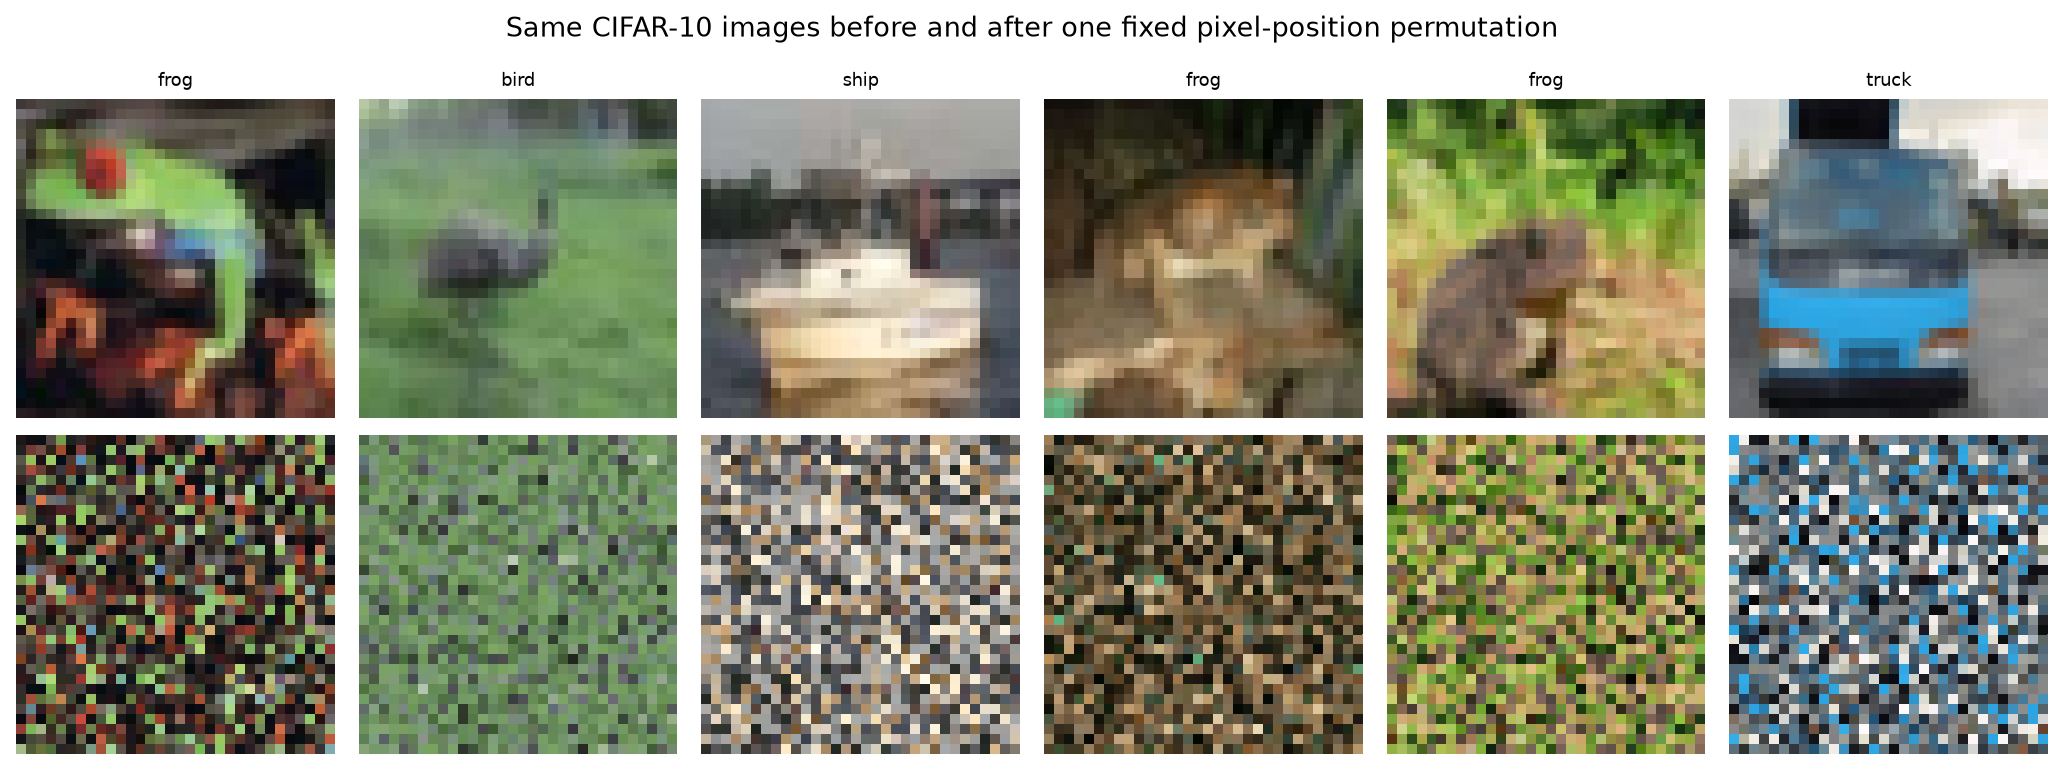 Same CIFAR-10 images before and after one fixed pixel-position permutation
frog
bird
ship
frog
frog
truck